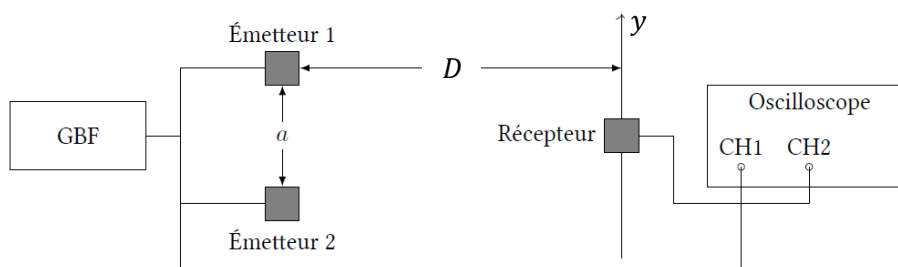 Émetteur 1
y
D
Oscilloscope
GBF
a
Récepteur
CH1 CH2
Émetteur 2